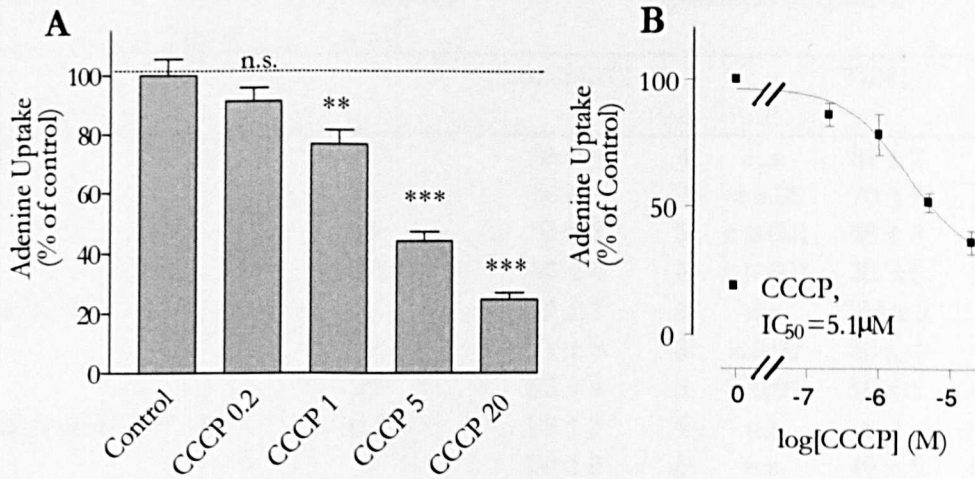 A
Adenine Uptake
(% of control)
100
80
60
40
20
0
n.s.
**
***
***
Control
CCCP 0.2
CCCP 1
CCCP 5
CCCP 20
B
Adenine Uptake
(% of Control)
100
50
0
CCCP,
IC50=5.1μM
0
-7
-6
-5
log[CCCP] (M)